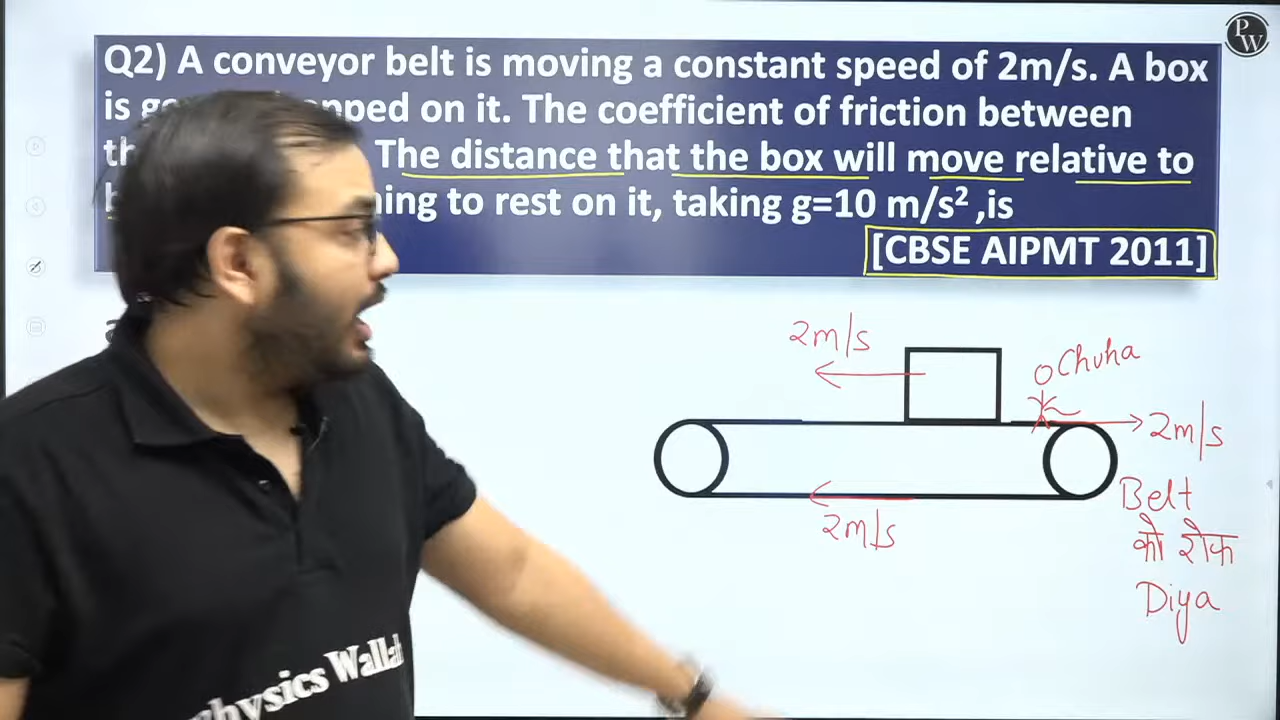 PW
Q2) A conveyor belt is moving a constant speed of 2m/s. A box
is on it. The coefficient of friction between
The distance that the box will move relative to
to rest on it, taking g=10 m/s² ,is
[CBSE AIPMT 2011]
2m/s
Chuha
2m/s
2m/s
Belt
को रोक
Diya
Physics Wallah